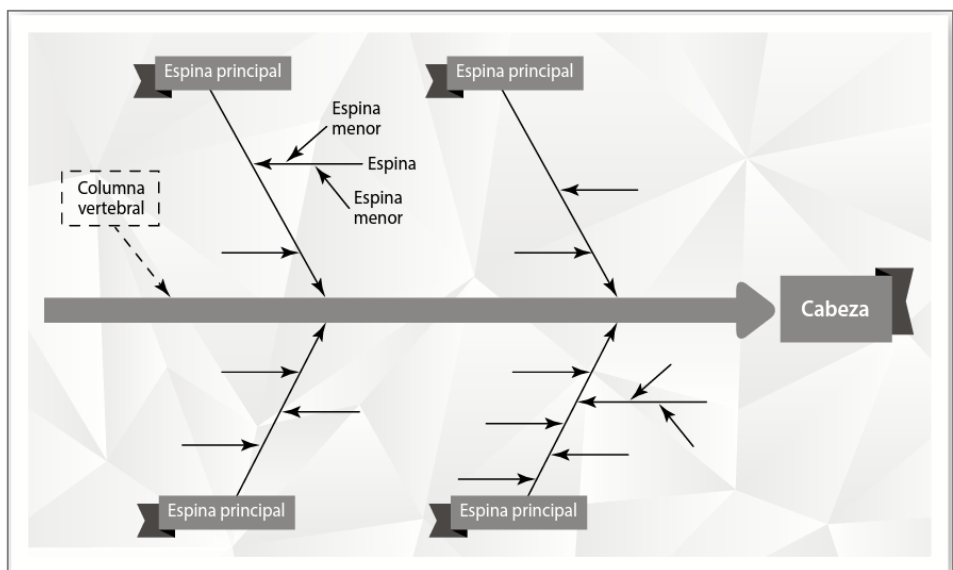 Espina principal
Espina principal
Espina
menor
Espina
Espina
menor
Columna
vertebral
Cabeza
Espina principal
Espina principal